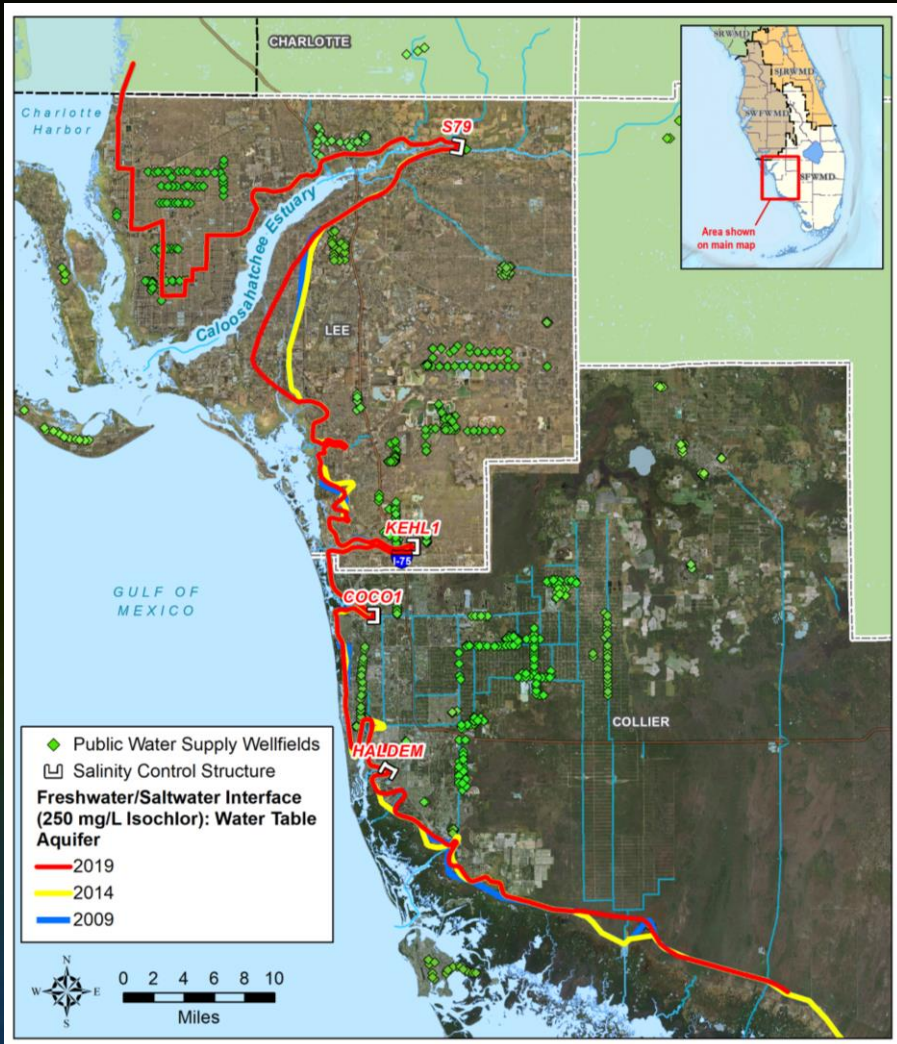 CHARLOTTE
Charlotte
Harbor
S79
Caloosahatchee Estuary
LEE
SRWMD
SJRWMD
SWFWMD
SFWMD
Area shown
on main map
KEHL1
I-75
GULF OF
MEXICO
COCO1
COLLIER
HALDEM
Public Water Supply Wellfields
Salinity Control Structure
Freshwater/Saltwater Interface
(250 mg/L Isochlor): Water Table
Aquifer
2019
2014
2009
N
W E
S
0 2 4 6 8 10
Miles